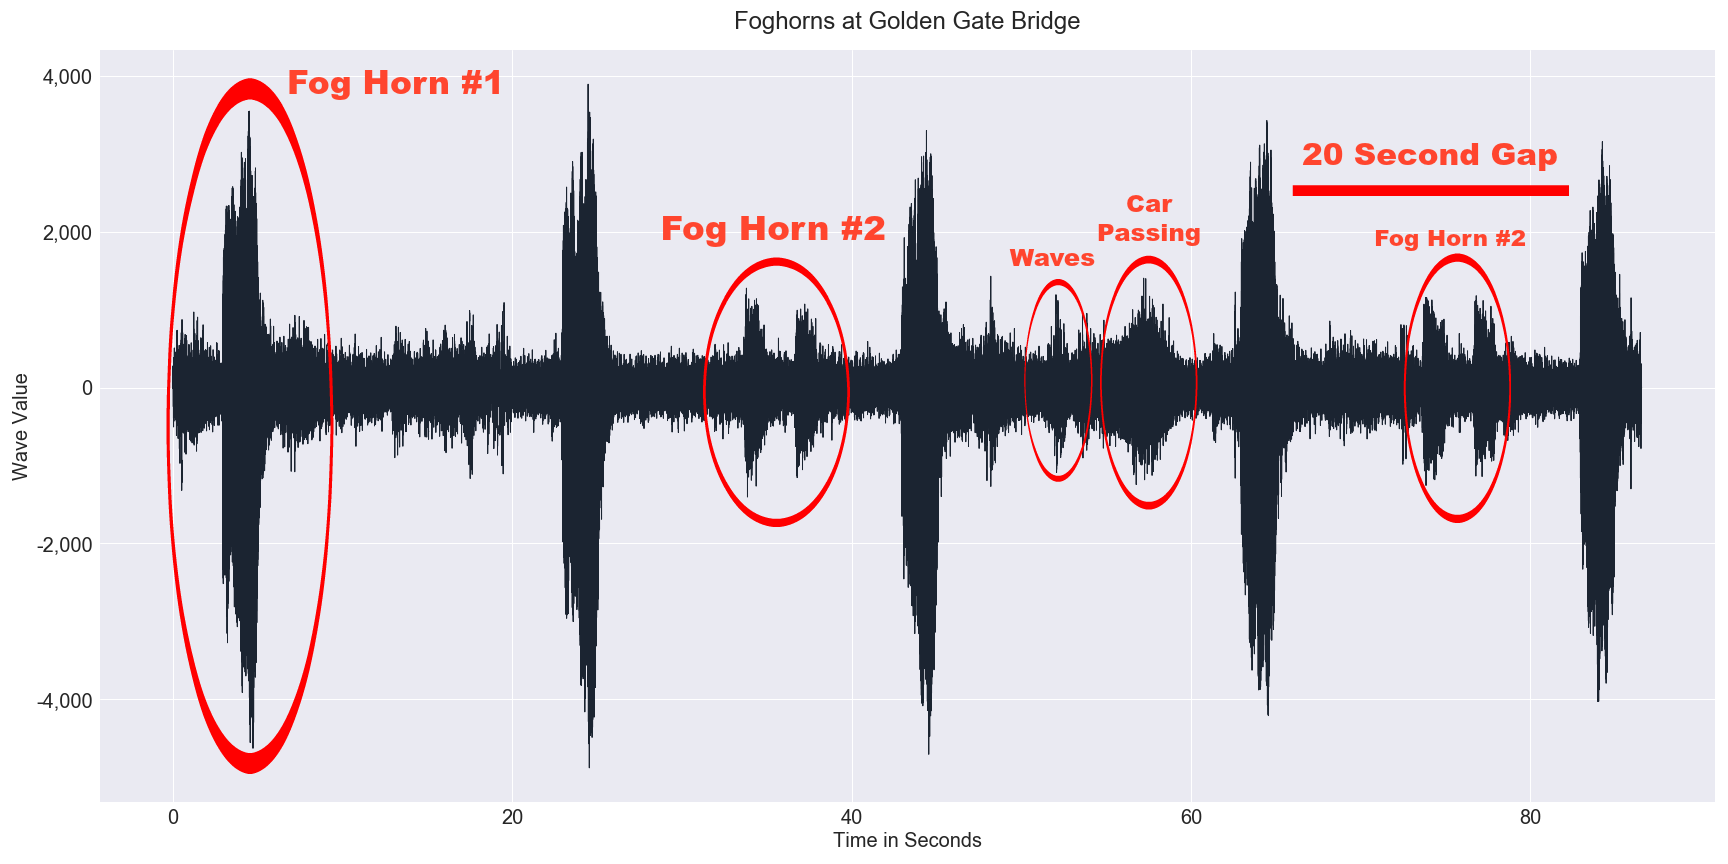 Foghorns at Golden Gate Bridge
4,000
2,000
0
-2,000
-4,000
Wave Value
Fog Horn #1
Fog Horn #2
Waves
Car
Passing
20 Second Gap
Fog Horn #2
0
20
40
60
80
Time in Seconds